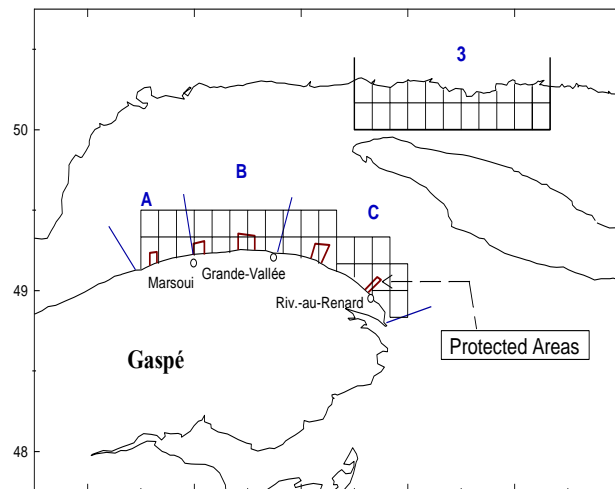 3
50
A
B
C
Marsoui
Grande-Vallée
49
Riv.-au-Renard
Protected Areas
Gaspé
48